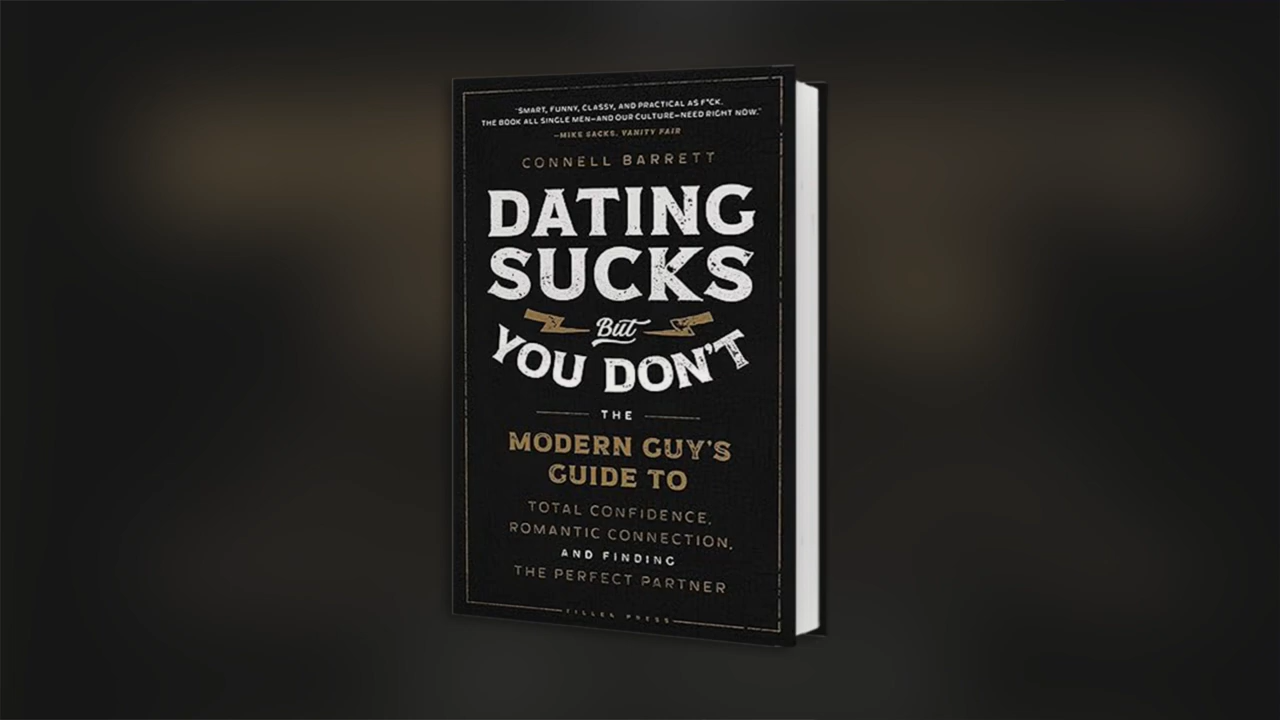 "SMART, FUNNY, CLASSY, AND PRACTICAL AS F*CK.
THE BOOK ALL SINGLE MEN—AND OUR CULTURE—NEED RIGHT NOW."
—MIKE SACKS, VANITY FAIR
CONNELL BARRETT
DATING
SUCKS
But
YOU DON'T
THE
MODERN GUY'S
GUIDE TO
TOTAL CONFIDENCE,
ROMANTIC CONNECTION,
AND FINDING
THE PERFECT PARTNER
PRESS